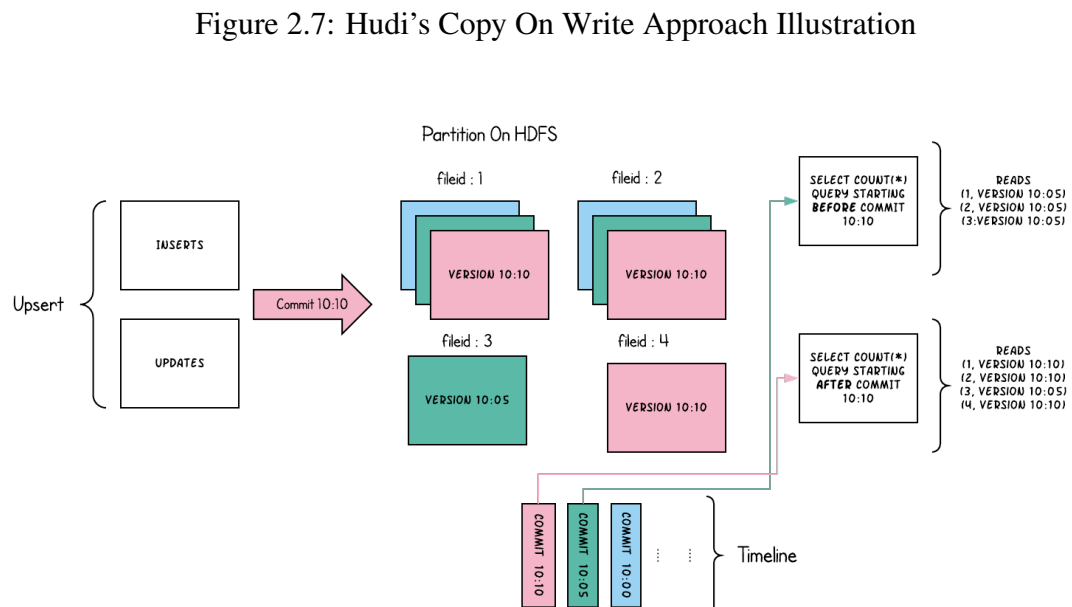 Figure 2.7: Hudi's Copy On Write Approach Illustration
Partition On HDFS
fileid : 1
fileid : 2
INSERTS
VERSION 10:10
VERSION 10:10
Upsert
Commit 10:10
UPDATES
fileid : 3
fileid : 4
VERSION 10:05
VERSION 10:10
SELECT COUNT(*)
QUERY STARTING
BEFORE COMMIT
10:10
READS
(1, VERSION 10:05)
(2, VERSION 10:05)
(3:VERSION 10:05)
SELECT COUNT(*)
QUERY STARTING
AFTER COMMIT
10:10
READS
(1, VERSION 10:10)
(2, VERSION 10:10)
(3, VERSION 10:05)
(4, VERSION 10:10)
COMMIT 10:10
COMMIT 10:05
COMMIT 10:00
Timeline